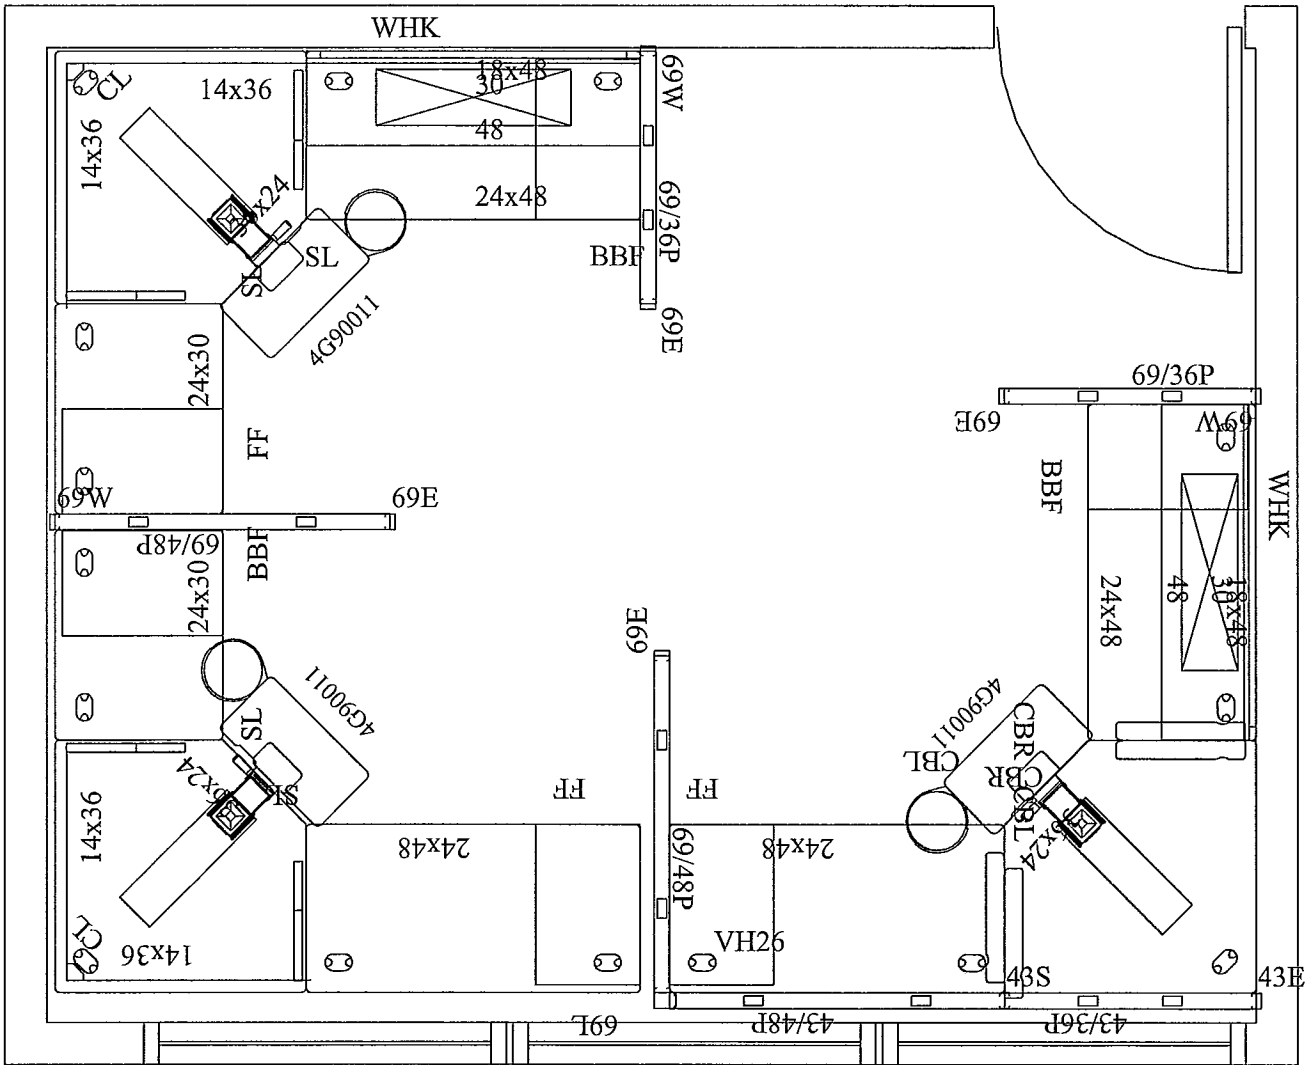 WHK
CL
14x36
18x48
30
69W
48
14x36
24x48
36x24
69/36P
SL
SL
BBF
4G90011
69E
24x30
69/36P
69E
69W
FF
BBF
WHK
69W
69E
69/48P
BBF
24x30
24x48
48
30
18x48
69E
4G90011
4G90011
SL
CBR
CBL
36x24
SL
FF
FF
CBR
CBL
36x24
14x36
24x48
69/48P
24x48
CL
14x36
VH26
43S
43E
69L
43/48P
43/36P